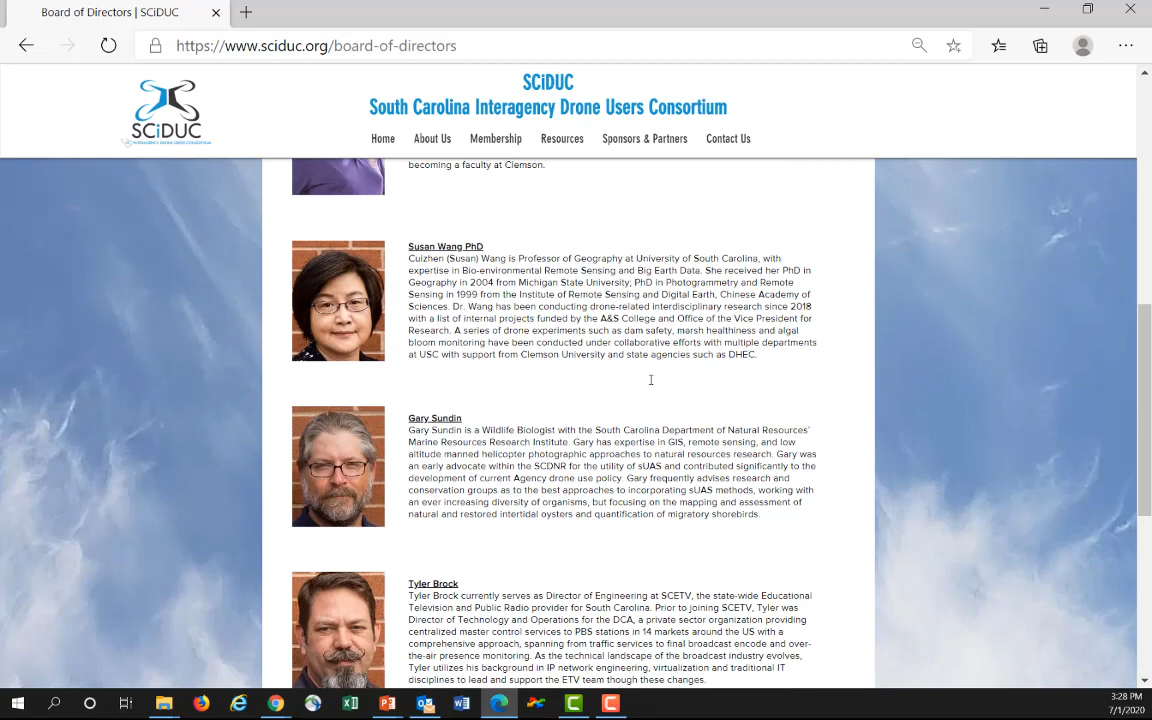 Board of Directors | SCiDUC
https://www.sciduc.org/board-of-directors
SCiDUC
South Carolina Interagency Drone Users Consortium
SCiDUC
INTERAGENCY DRONE USERS CONSORTIUM
Home About Us Membership Resources Sponsors & Partners Contact Us
becoming a faculty at Clemson.
Susan Wang PhD
Cuizhen (Susan) Wang is Professor of Geography at University of South Carolina, with
expertise in Bio-environmental Remote Sensing and Big Earth Data. She received her PhD in
Geography in 2004 from Michigan State University; PhD in Photogrammetry and Remote
Sensing in 1999 from the Institute of Remote Sensing and Digital Earth, Chinese Academy of
Sciences. Dr. Wang has been conducting drone-related interdisciplinary research since 2018
with a list of internal projects funded by the A&S College and Office of the Vice President for
Research. A series of drone experiments such as dam safety, marsh healthiness and algal
bloom monitoring have been conducted under collaborative efforts with multiple departments
at USC with support from Clemson University and state agencies such as DHEC.
Gary Sundin
Gary Sundin is a Wildlife Biologist with the South Carolina Department of Natural Resources'
Marine Resources Research Institute. Gary has expertise in GIS, remote sensing, and low
altitude manned helicopter photographic approaches to natural resources research. Gary was
an early advocate within the SCDNR for the utility of sUAS and contributed significantly to the
development of current Agency drone use policy. Gary frequently advises research and
conservation groups as to the best approaches to incorporating sUAS methods, working with
an ever increasing diversity of organisms, but focusing on the mapping and assessment of
natural and restored intertidal oysters and quantification of migratory shorebirds.
Tyler Brock
Tyler Brock currently serves as Director of Engineering at SCETV, the state-wide Educational
Television and Public Radio provider for South Carolina. Prior to joining SCETV, Tyler was
Director of Technology and Operations for the DCA, a private sector organization providing
centralized master control services to PBS stations in 14 markets around the US with a
comprehensive approach, spanning from traffic services to final broadcast encode and over-
the-air presence monitoring. As the technical landscape of the broadcast industry evolves,
Tyler utilizes his background in IP network engineering, virtualization and traditional IT
disciplines to lead and support the ETV team though these changes.
3:28 PM
7/1/2020